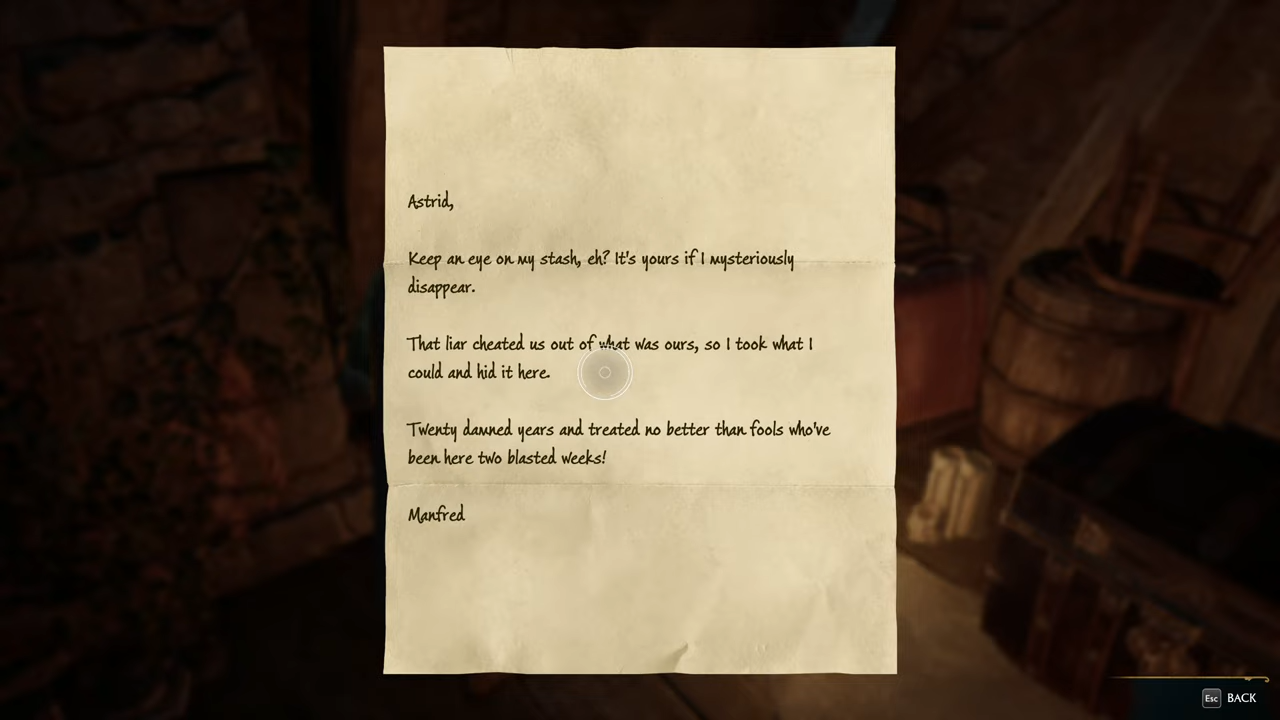 Astrid,
Keep an eye on my stash, eh? It's yours if I mysteriously
disappear.
That liar cheated us out of what was ours, so I took what I
could and hid it here.
Twenty damned years and treated no better than fools who've
been here two blasted weeks!
Manfred
Esc BACK